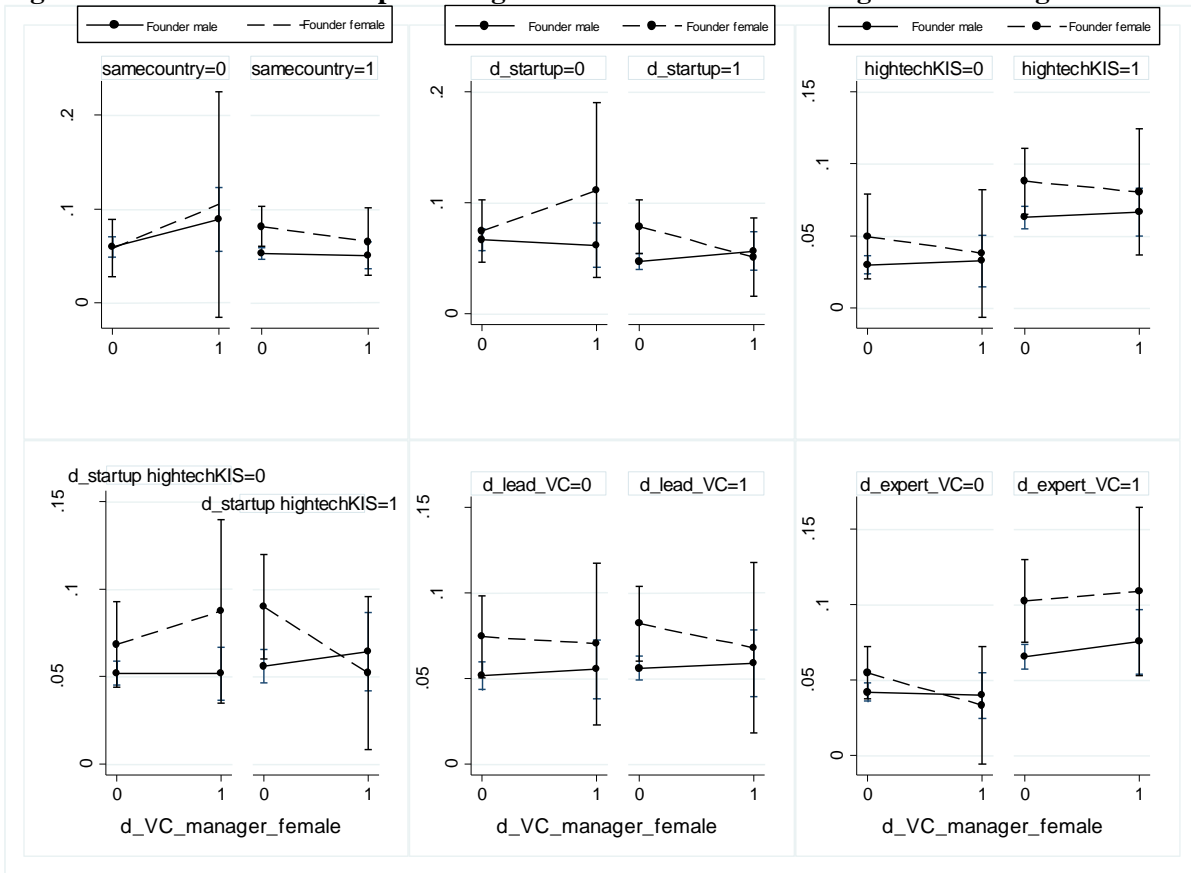 Founder male Founder female
Founder male Founder female
Founder male Founder female
samecountry=0 samecountry=1
d_startup=0 d_startup=1
hightechKIS=0 hightechKIS=1
0 .1 .2
0 1 0 1
0 .1 .2
0 1 0 1
0 .05 .1 .15
0 1 0 1
d_startup hightechKIS=0
d_startup hightechKIS=1
0 .05 .1 .15
0 1 0 1
d_VC_manager_female
d_lead_VC=0 d_lead_VC=1
0 .05 .1 .15
0 1 0 1
d_VC_manager_female
d_expert_VC=0 d_expert_VC=1
0 .05 .1 .15
0 1 0 1
d_VC_manager_female